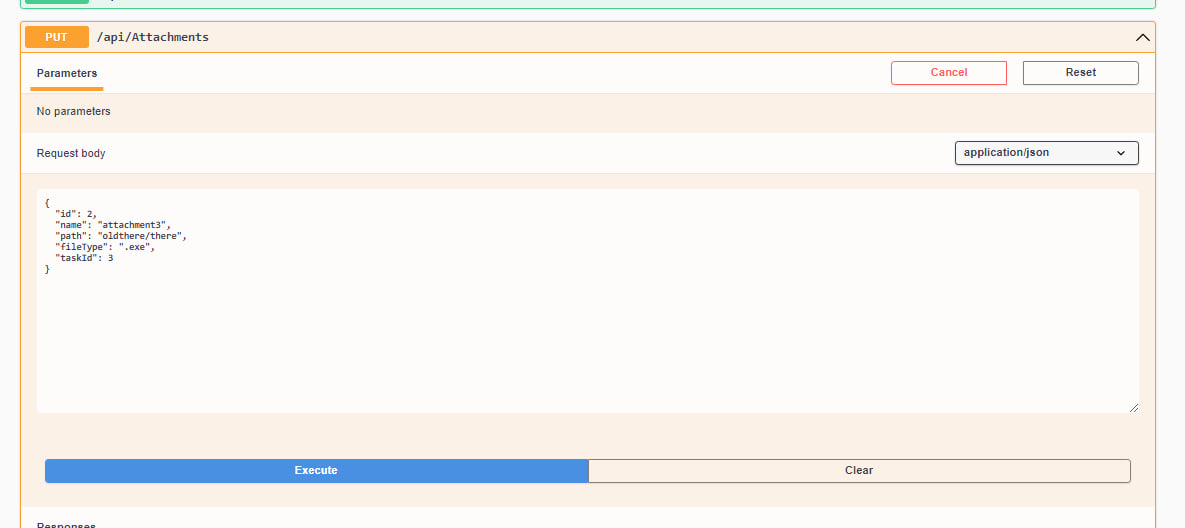 PUT /api/Attachments
Parameters Cancel Reset
No parameters
Request body application/json
{
  "id": 2,
  "name": "attachment3",
  "path": "oldthere/there",
  "fileType": ".exe",
  "taskId": 3
}
Execute Clear
Responses